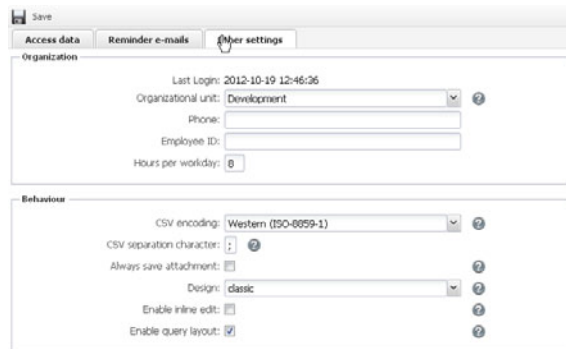 Save
Access data Reminder e-mails Other settings
Organization
Last Login: 2012-10-19 12:46:36
Organizational unit: Development
Phone:
Employee ID:
Hours per workday: 8
Behaviour
CSV encoding: Western (ISO-8859-1)
CSV separation character: ; ?
Always save attachment: ?
Design: classic ?
Enable inline edit: ?
Enable query layout: ?